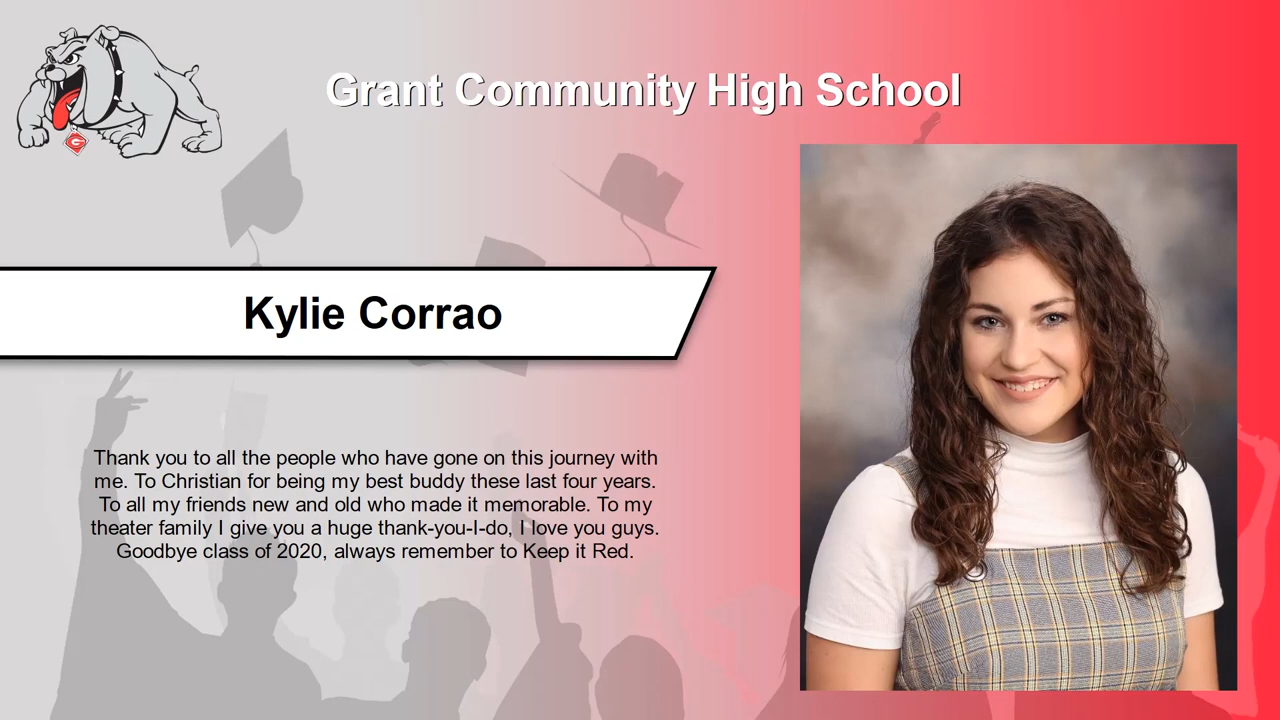 Grant Community High School
G
Kylie Corrao
Thank you to all the people who have gone on this journey with
me. To Christian for being my best buddy these last four years.
To all my friends new and old who made it memorable. To my
theater family I give you a huge thank-you-I-do, I love you guys.
Goodbye class of 2020, always remember to Keep it Red.